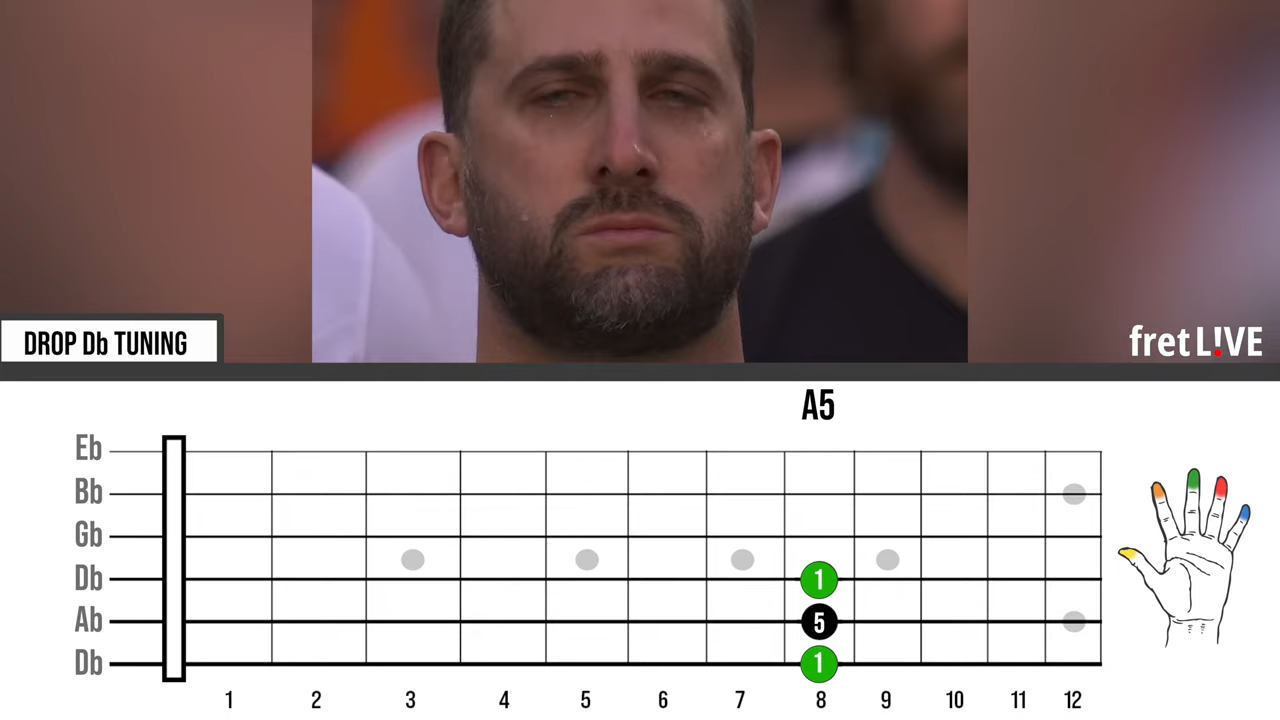 DROP Db TUNING
fret L!VE
A5
Eb
Bb
Gb
Db 1
Ab 5
Db 1
1 2 3 4 5 6 7 8 9 10 11 12